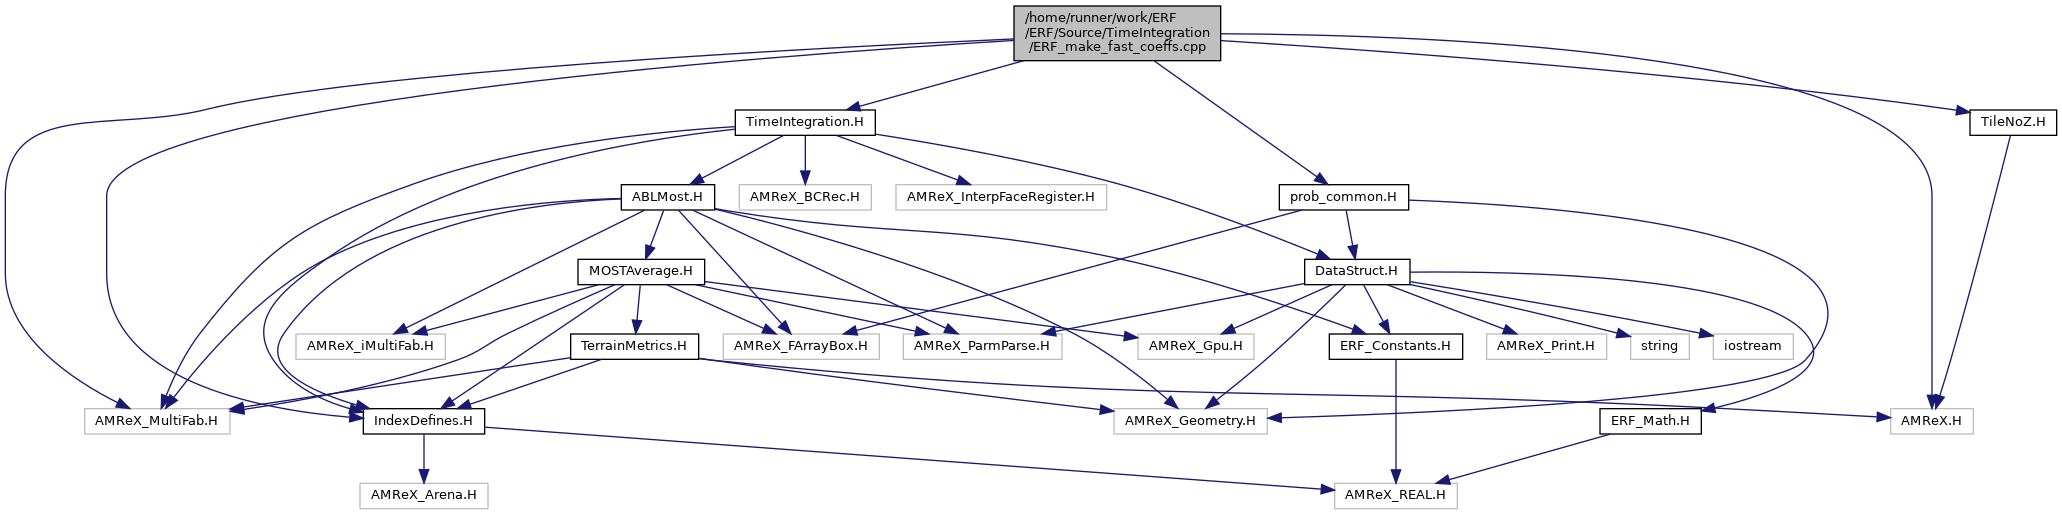 /home/runner/work/ERF
/ERF/Source/TimeIntegration
/ERF_make_fast_coeffs.cpp
TimeIntegration.H
TileNoZ.H
ABLMost.H
AMReX_BCRec.H
AMReX_InterpFaceRegister.H
prob_common.H
MOSTAverage.H
DataStruct.H
AMReX_iMultiFab.H
TerrainMetrics.H
AMReX_FArrayBox.H
AMReX_ParmParse.H
AMReX_Gpu.H
ERF_Constants.H
AMReX_Print.H
string
iostream
AMReX_MultiFab.H
IndexDefines.H
AMReX_Geometry.H
ERF_Math.H
AMReX.H
AMReX_Arena.H
AMReX_REAL.H